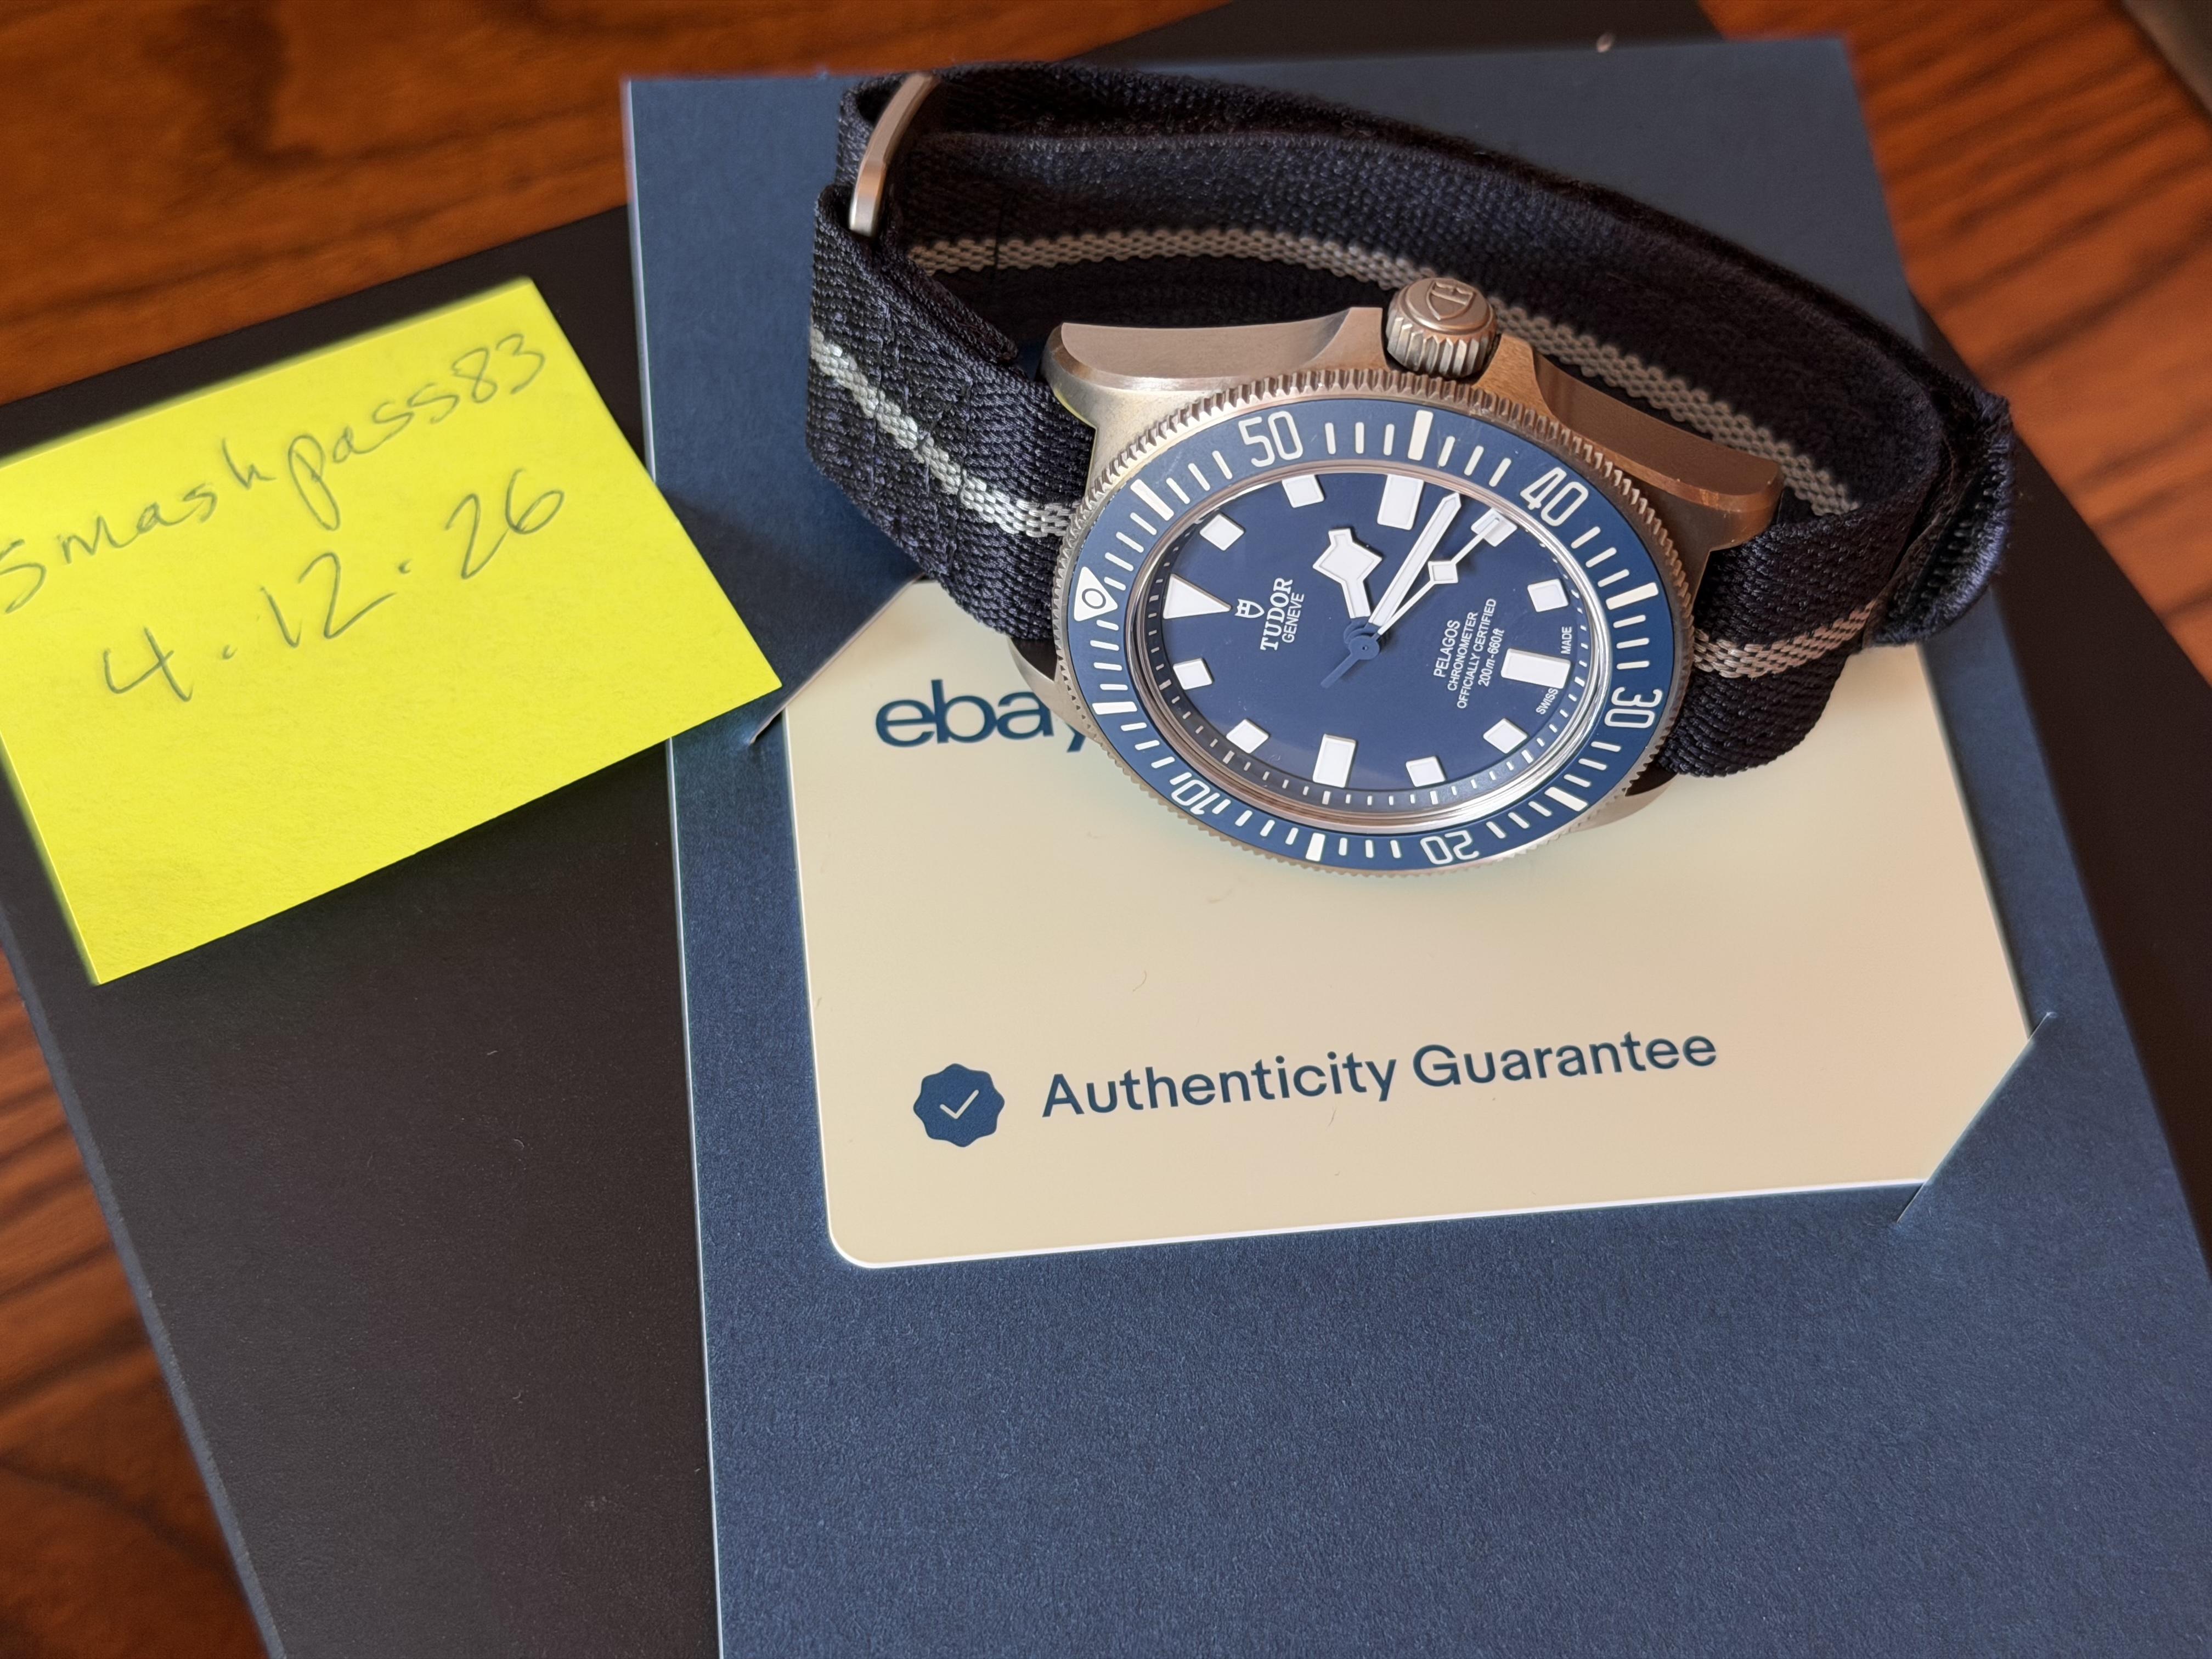 smashpass83
4.12.26
50
40
30
20
10
TUDOR
GENEVE
PELAGOS
CHRONOMETER
OFFICIALLY CERTIFIED
200m-660ft
SWISS MADE
ebay
Authenticity Guarantee